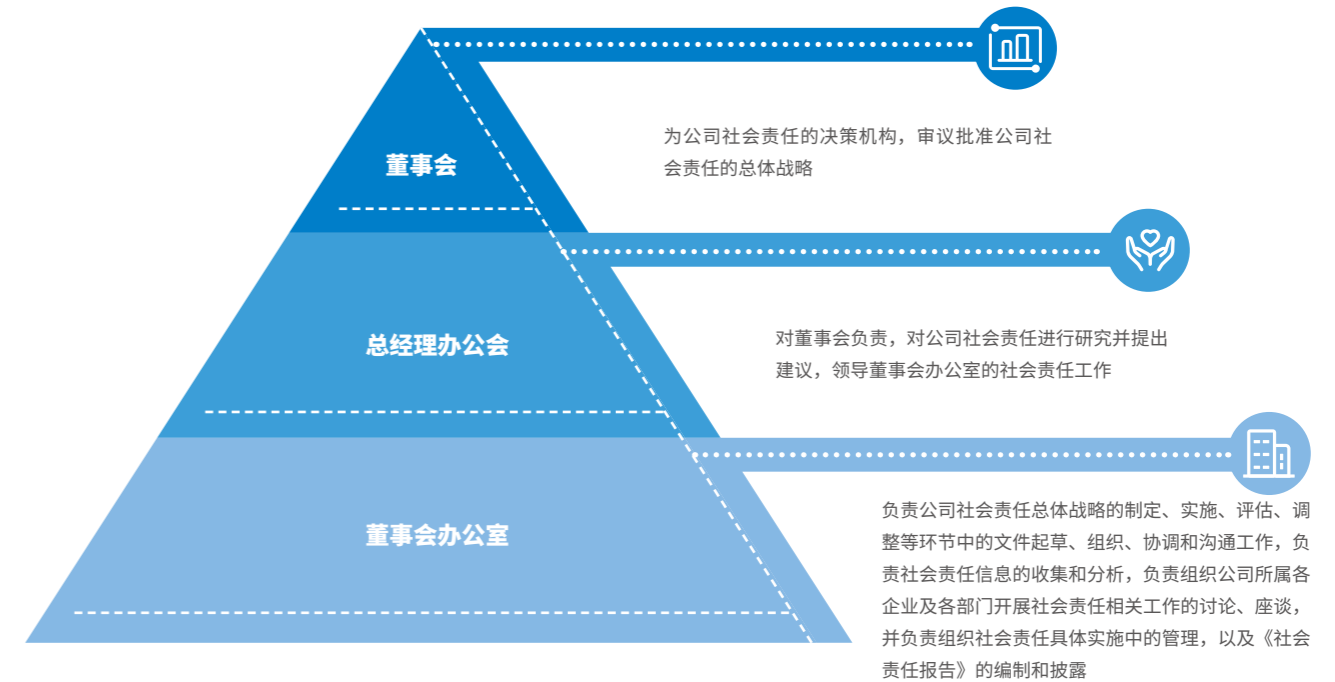 董事会
为公司社会责任的决策机构，审议批准公司社
会责任的总体战略
总经理办公会
对董事会负责，对公司社会责任进行研究并提出
建议，领导董事会办公室的社会责任工作
董事会办公室
负责公司社会责任总体战略的制定、实施、评估、调
整等环节中的文件起草、组织、协调和沟通工作，负
责社会责任信息的收集和分析，负责组织公司所属各
企业及各部门开展社会责任相关工作的讨论、座谈，
并负责组织社会责任具体实施中的管理，以及《社会
责任报告》的编制和披露